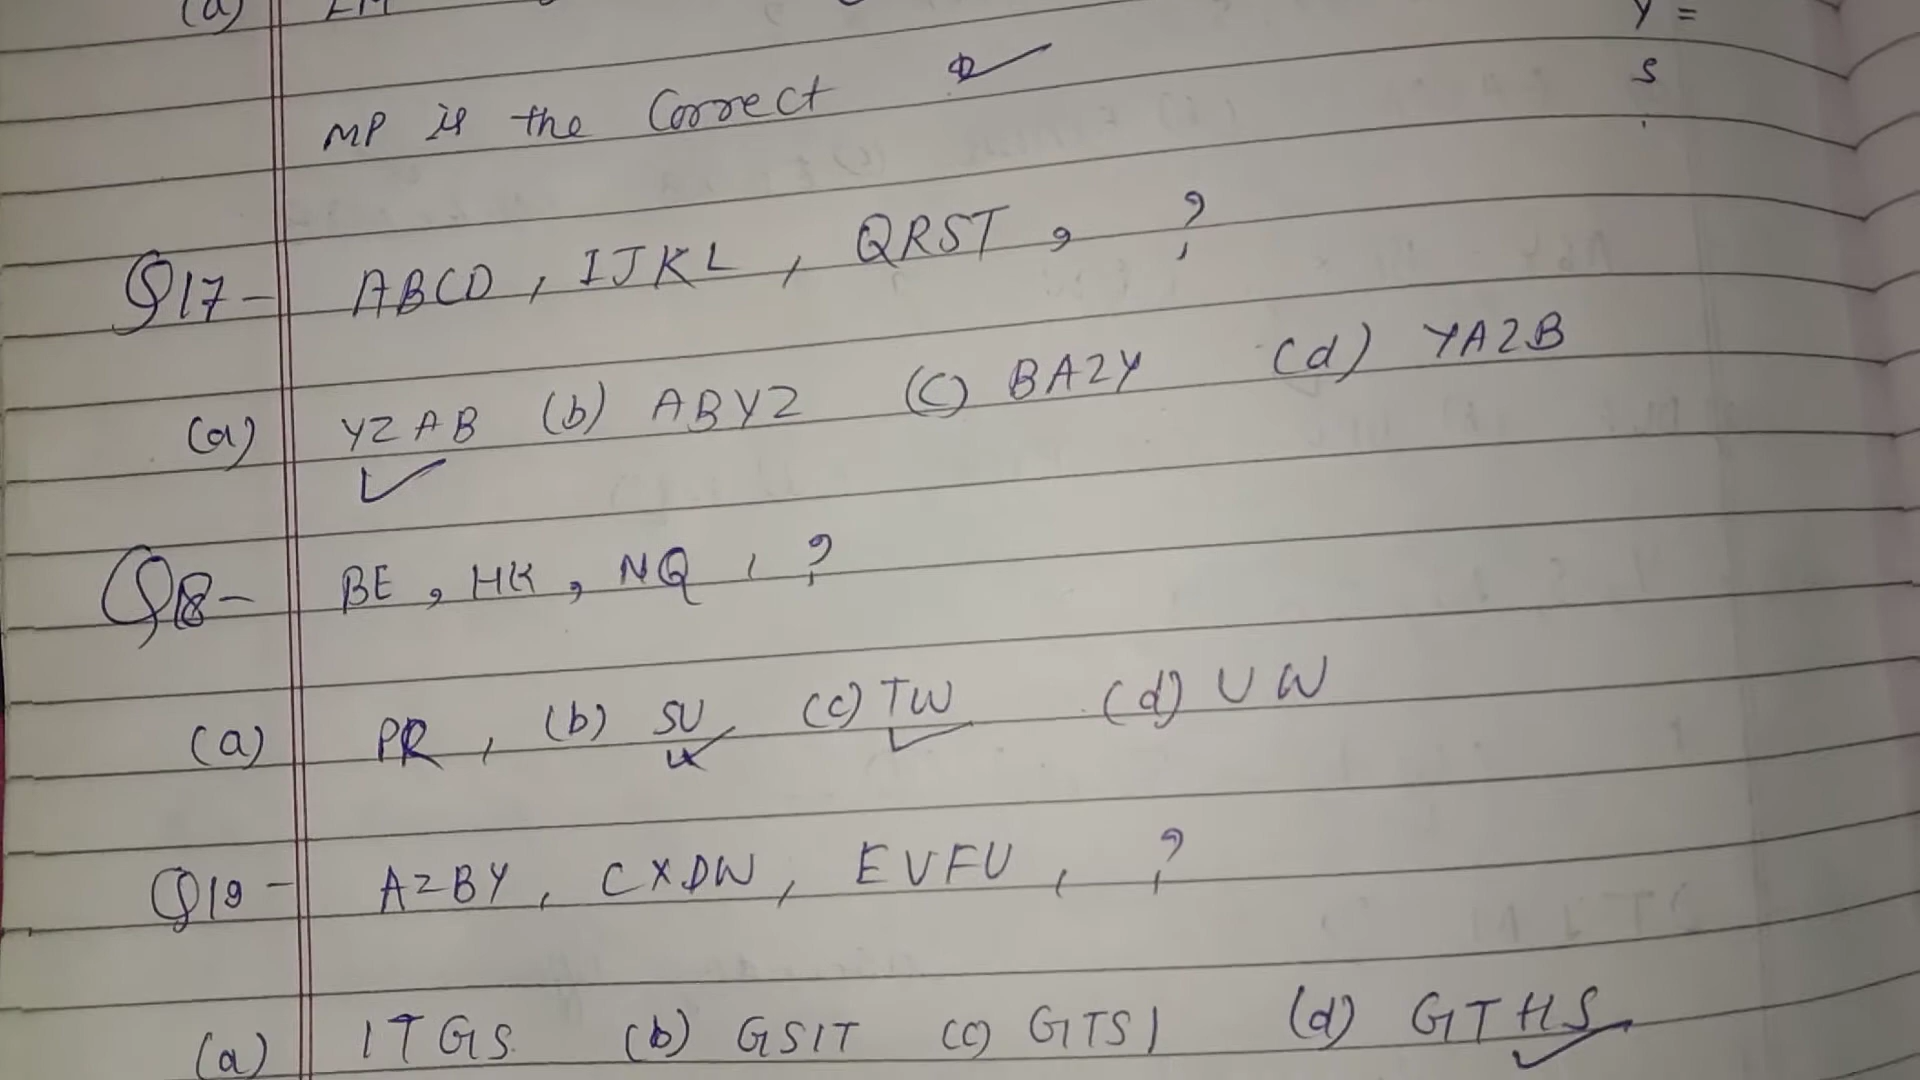 (a)
MP is the Correct
Y =
S
Q17- ABCD, IJKL, QRST, ?
(a) YZAB (b) ABYZ (c) BAZY (d) YAZB
Q18- BE, HK, NQ, ?
(a) PR, (b) SU (c) TW (d) UW
Q19- AZBY, CXDW, EVFU, ?
(a) ITGS (b) GSIT (c) GTSI (d) GTHS